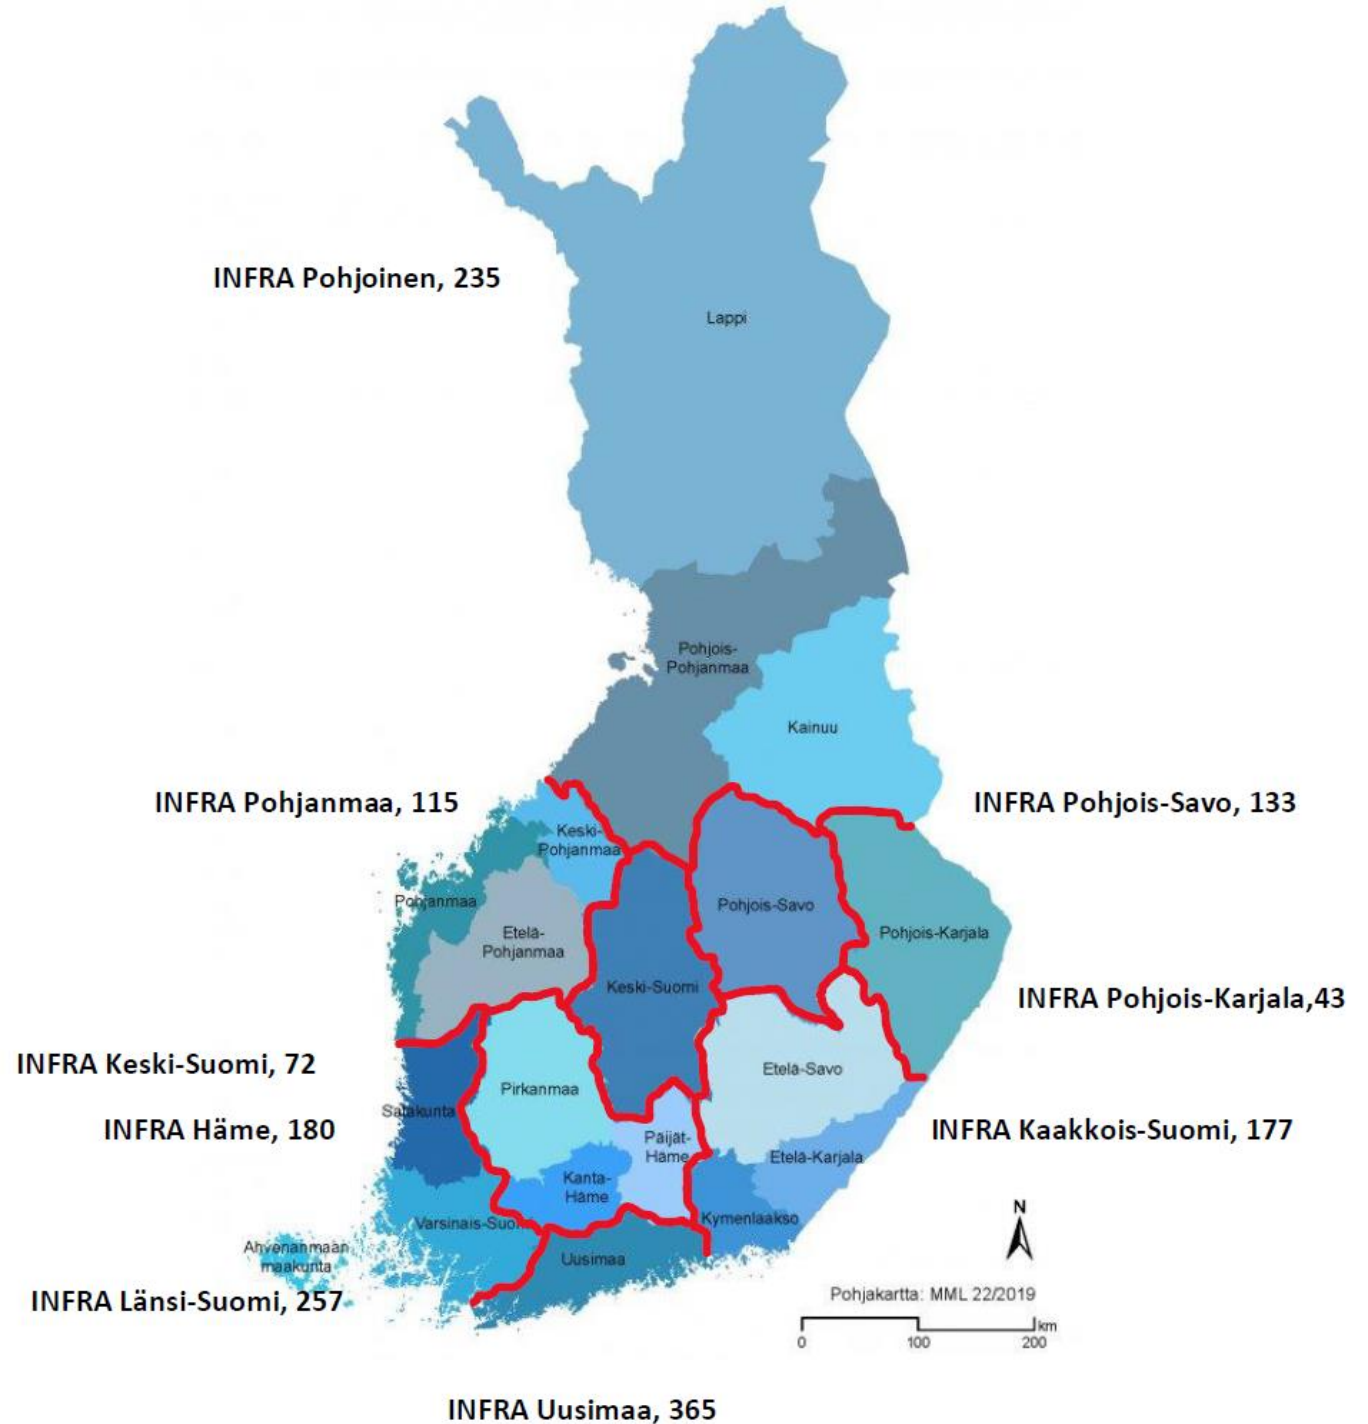 INFRA Pohjoinen, 235
Lappi
Pohjois-
Pohjanmaa
Kainuu
INFRA Pohjanmaa, 115
INFRA Pohjois-Savo, 133
Keski-
Pohjanmaa
Pohjanmaa
Etelä-
Pohjanmaa
Pohjois-Savo
Pohjois-Karjala
Keski-Suomi
INFRA Pohjois-Karjala,43
INFRA Keski-Suomi, 72
Etelä-Savo
Pirkanmaa
Satakunta
INFRA Häme, 180
INFRA Kaakkois-Suomi, 177
Päijät-
Häme
Etelä-Karjala
Kanta-
Häme
Varsinais-Suomi
Kymenlaakso
N
Ahvenanmaan
maakunta
Uusimaa
INFRA Länsi-Suomi, 257
Pohjakartta: MML 22/2019
km
0 100 200
INFRA Uusimaa, 365